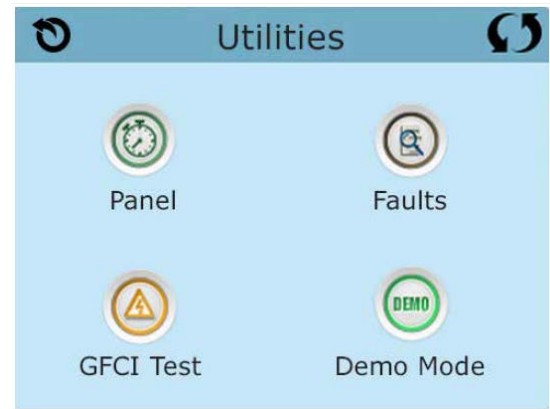 Utilities
Panel
Faults
GFCI Test
DEMO
Demo Mode